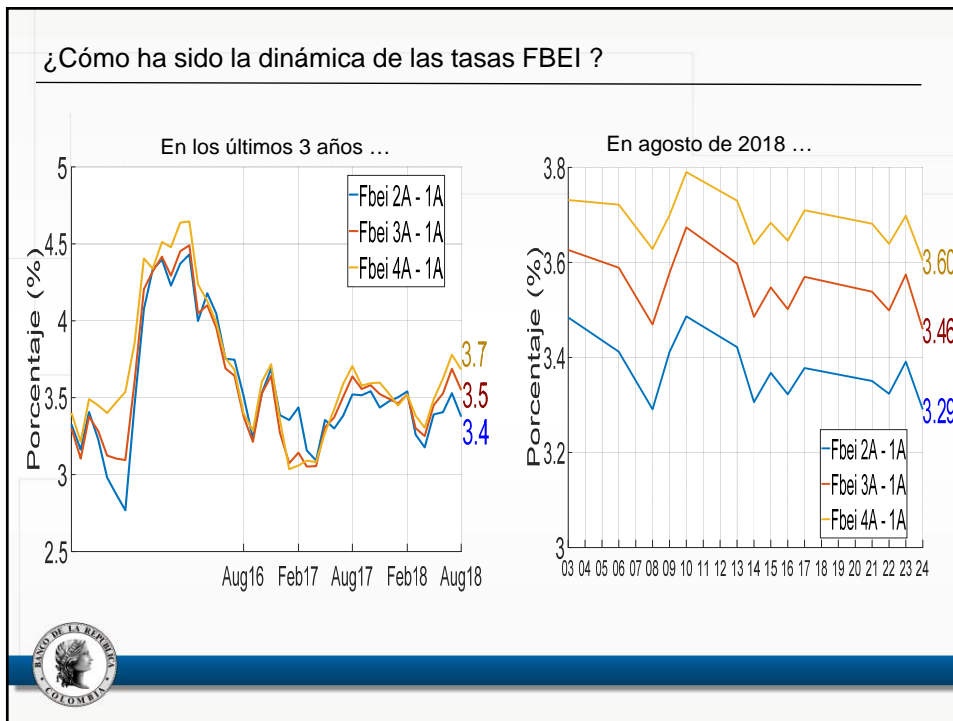 ¿Cómo ha sido la dinámica de las tasas FBEI ?
En los últimos 3 años …
Porcentaje (%)
5
4.5
4
3.5
3
2.5
Fbei 2A - 1A
Fbei 3A - 1A
Fbei 4A - 1A
3.7
3.5
3.4
Aug16 Feb17 Aug17 Feb18 Aug18
En agosto de 2018 …
Porcentaje (%)
3.8
3.6
3.4
3.2
3
3.60
3.46
3.29
Fbei 2A - 1A
Fbei 3A - 1A
Fbei 4A - 1A
03 04 05 06 07 08 09 10 11 12 13 14 15 16 17 18 19 20 21 22 23 24
BANCO DE LA REPUBLICA
COLOMBIA